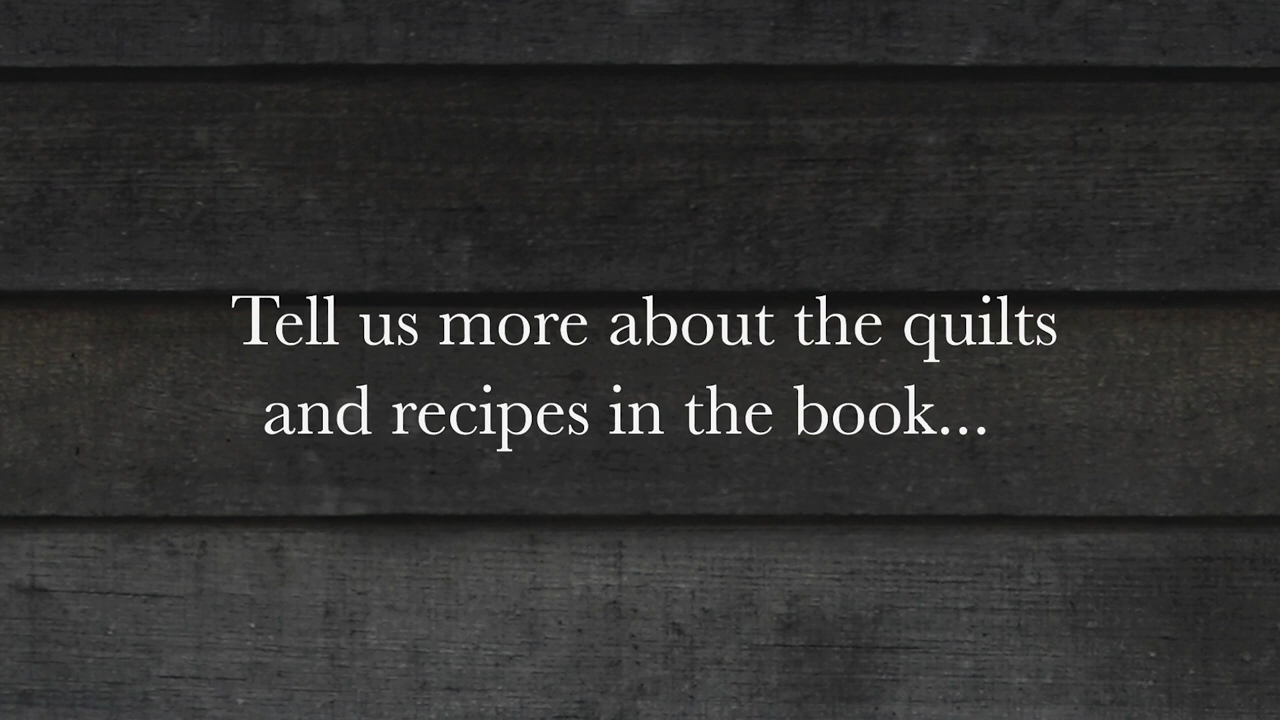 Tell us more about the quilts
and recipes in the book...